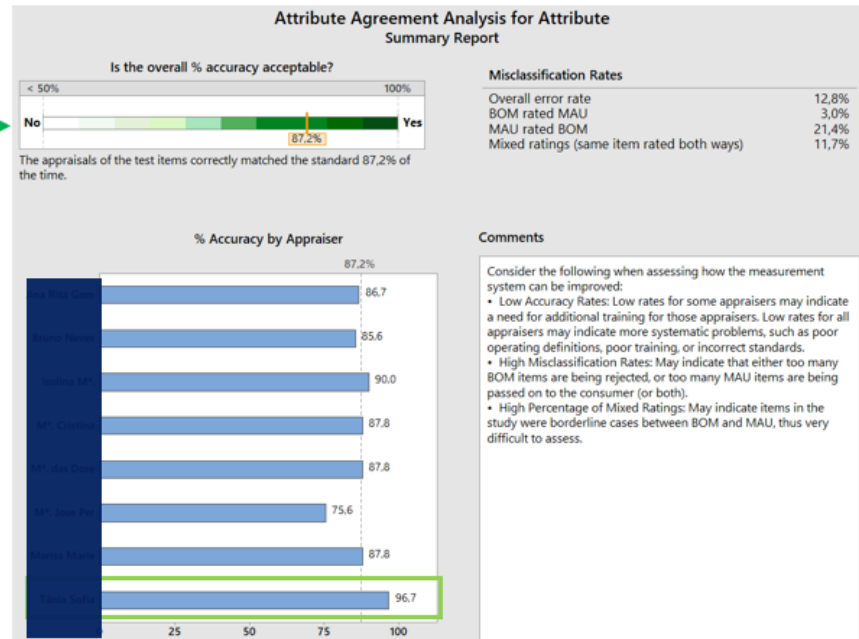 Attribute Agreement Analysis for Attribute
Summary Report
Is the overall % accuracy acceptable?
< 50%
100%
No
Yes
87,2%
The appraisals of the test items correctly matched the standard 87,2% of
the time.
Misclassification Rates
Overall error rate 12,8%
BOM rated MAU 3,0%
MAU rated BOM 21,4%
Mixed ratings (same item rated both ways) 11,7%
% Accuracy by Appraiser
87,2%
86,7
85,6
90,0
87,8
87,8
75,6
87,8
96,7
25 50 75 100
Comments
Consider the following when assessing how the measurement
system can be improved:
• Low Accuracy Rates: Low rates for some appraisers may indicate
a need for additional training for those appraisers. Low rates for all
appraisers may indicate more systematic problems, such as poor
operating definitions, poor training, or incorrect standards.
• High Misclassification Rates: May indicate that either too many
BOM items are being rejected, or too many MAU items are being
passed on to the consumer (or both).
• High Percentage of Mixed Ratings: May indicate items in the
study were borderline cases between BOM and MAU, thus very
difficult to assess.